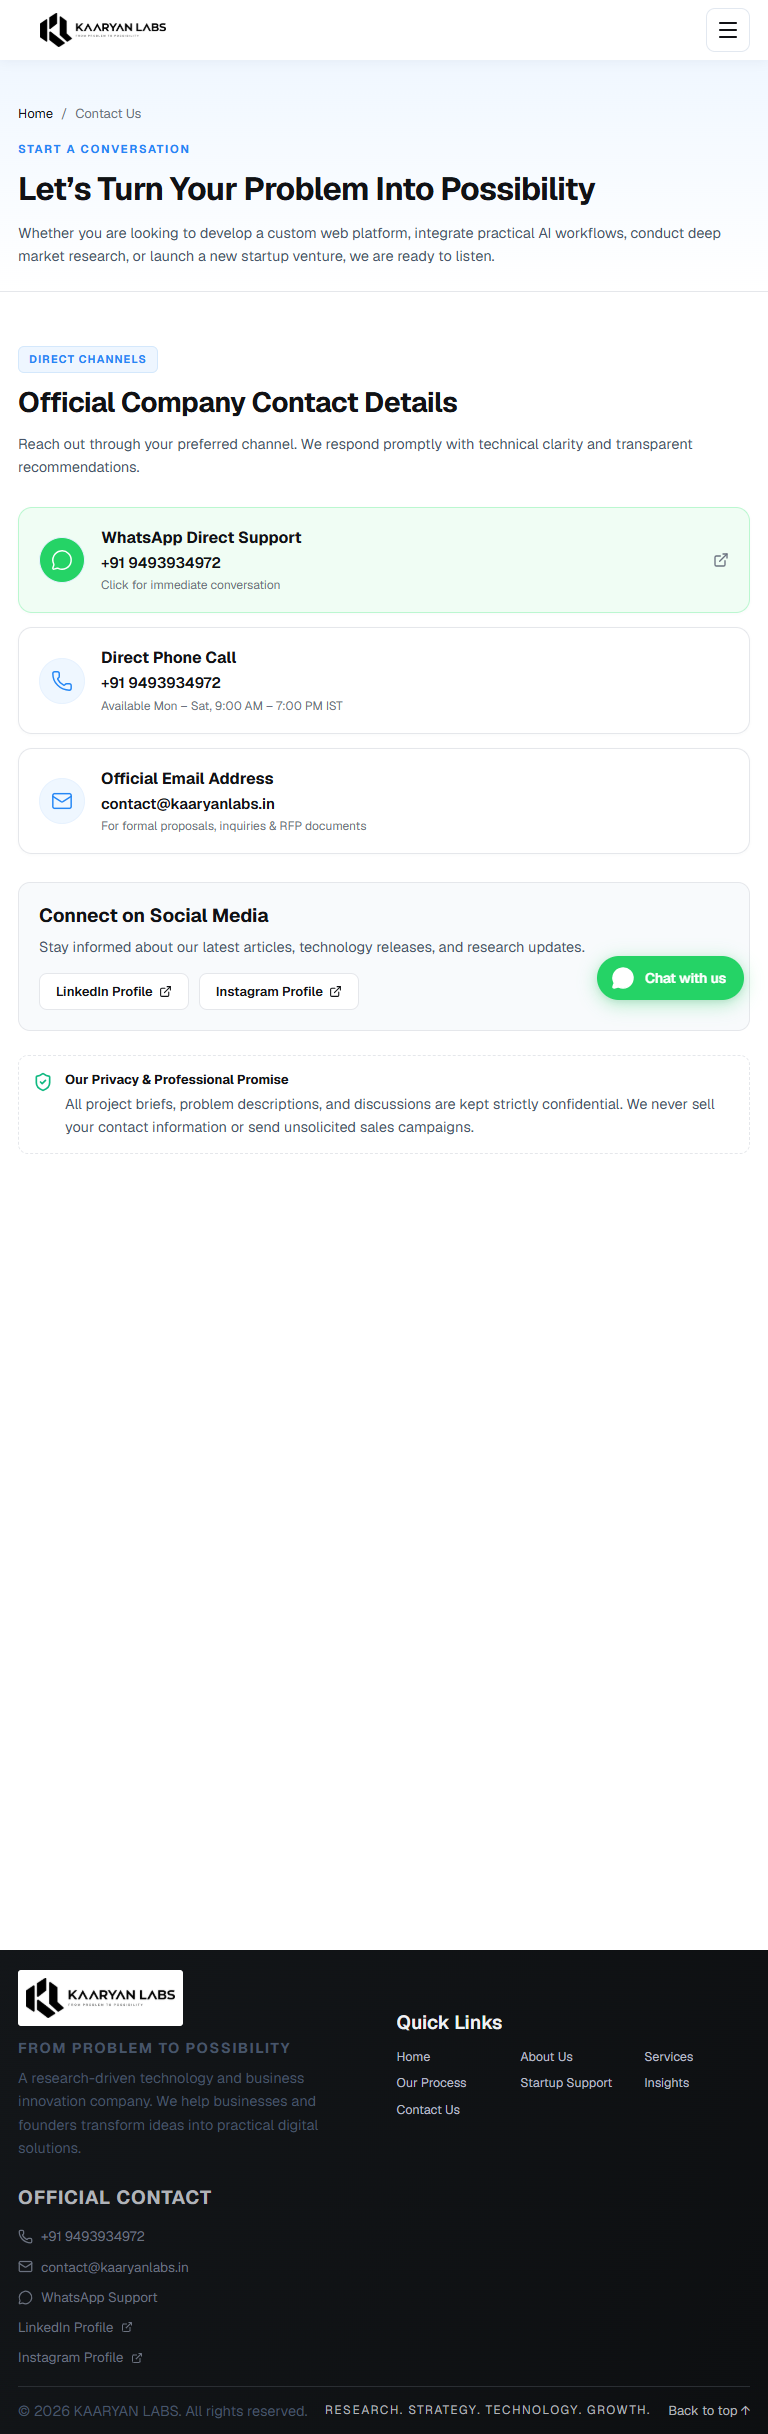 KAARYAN LABS
FROM PROBLEM TO POSSIBILITY
Home / Contact Us
START A CONVERSATION
Let’s Turn Your Problem Into Possibility
Whether you are looking to develop a custom web platform, integrate practical AI workflows, conduct deep
market research, or launch a new startup venture, we are ready to listen.
DIRECT CHANNELS
Official Company Contact Details
Reach out through your preferred channel. We respond promptly with technical clarity and transparent
recommendations.
WhatsApp Direct Support
+91 9493934972
Click for immediate conversation
Direct Phone Call
+91 9493934972
Available Mon – Sat, 9:00 AM – 7:00 PM IST
Official Email Address
contact@kaaryanlabs.in
For formal proposals, inquiries & RFP documents
Connect on Social Media
Stay informed about our latest articles, technology releases, and research updates.
LinkedIn Profile
Instagram Profile
Chat with us
Our Privacy & Professional Promise
All project briefs, problem descriptions, and discussions are kept strictly confidential. We never sell
your contact information or send unsolicited sales campaigns.
KAARYAN LABS
FROM PROBLEM TO POSSIBILITY
FROM PROBLEM TO POSSIBILITY
A research-driven technology and business
innovation company. We help businesses and
founders transform ideas into practical digital
solutions.
Quick Links
Home About Us Services
Our Process Startup Support Insights
Contact Us
OFFICIAL CONTACT
+91 9493934972
contact@kaaryanlabs.in
WhatsApp Support
LinkedIn Profile
Instagram Profile
© 2026 KAARYAN LABS. All rights reserved. RESEARCH. STRATEGY. TECHNOLOGY. GROWTH. Back to top ↑